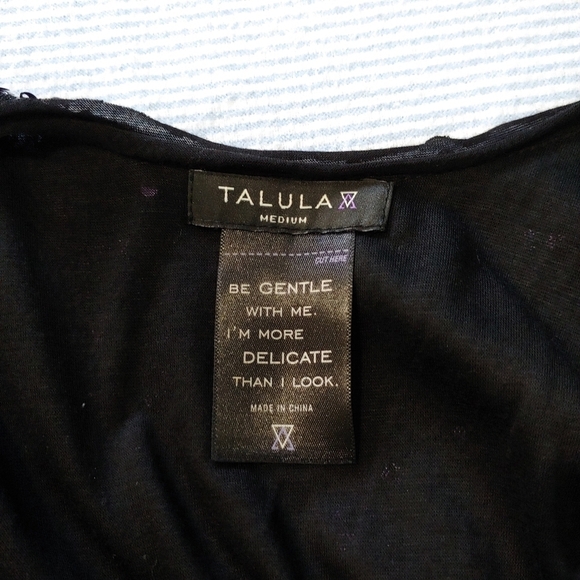 TALULA
MEDIUM
CUT HERE
BE GENTLE
WITH ME.
I'M MORE
DELICATE
THAN I LOOK.
MADE IN CHINA